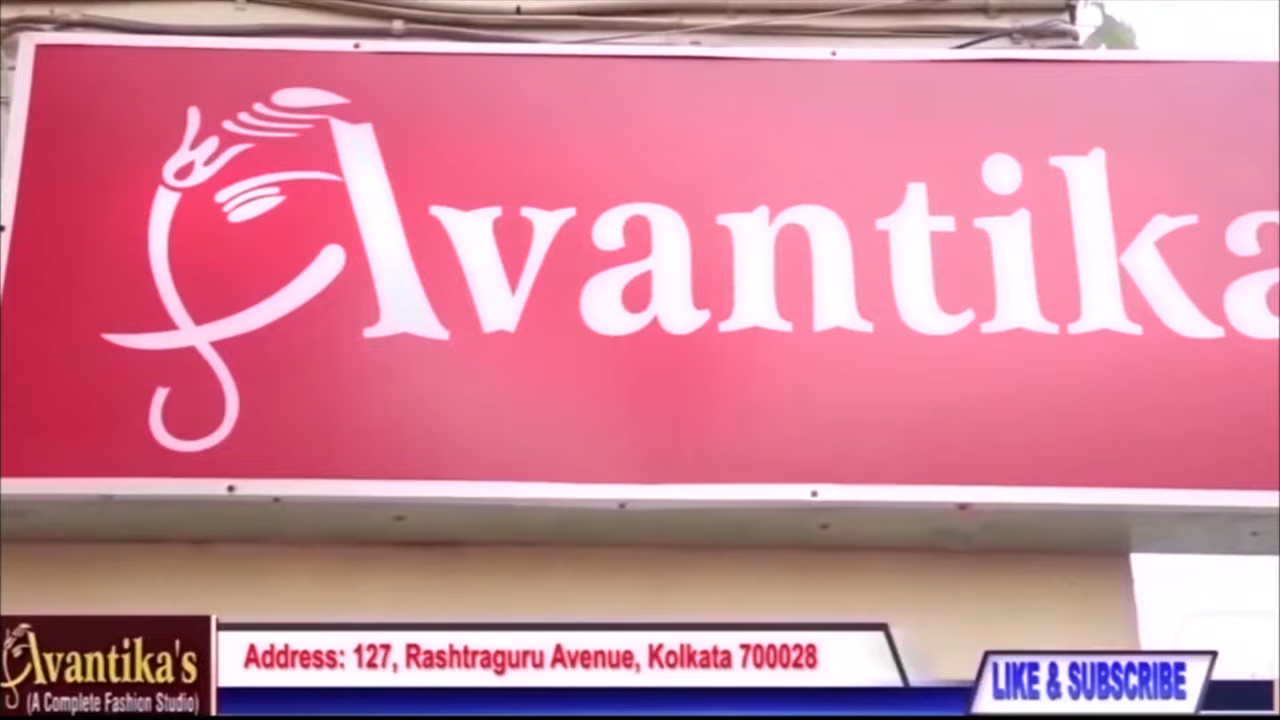 Avantika
Address: 127, Rashtraguru Avenue, Kolkata 700028
LIKE & SUBSCRIBE
Avantika's
(A Complete Fashion Studio)